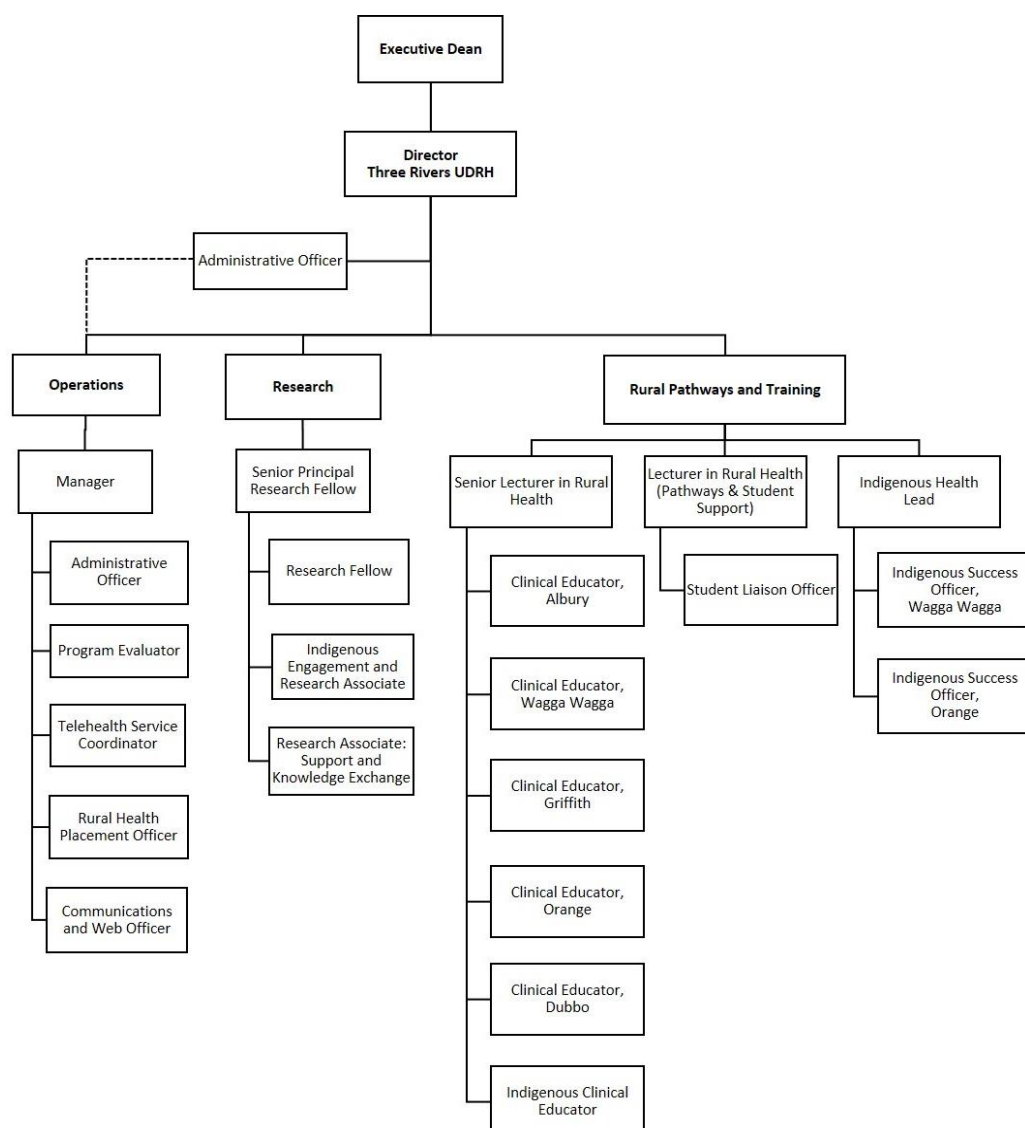 Executive Dean
Director
Three Rivers UDRH
Administrative Officer
Operations
Research
Rural Pathways and Training
Manager
Senior Principal
Research Fellow
Senior Lecturer in Rural
Health
Lecturer in Rural Health
(Pathways & Student
Support)
Indigenous Health
Lead
Administrative
Officer
Program Evaluator
Telehealth Service
Coordinator
Rural Health
Placement Officer
Communications
and Web Officer
Research Fellow
Indigenous
Engagement and
Research Associate
Research Associate:
Support and
Knowledge Exchange
Clinical Educator,
Albury
Clinical Educator,
Wagga Wagga
Clinical Educator,
Griffith
Clinical Educator,
Orange
Clinical Educator,
Dubbo
Indigenous Clinical
Educator
Student Liaison Officer
Indigenous Success
Officer,
Wagga Wagga
Indigenous Success
Officer,
Orange